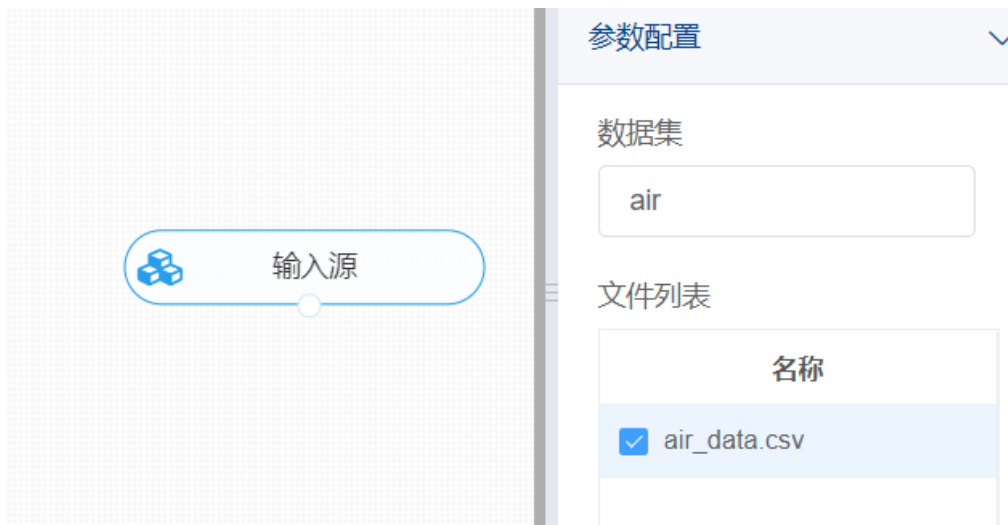 输入源
参数配置
数据集
air
文件列表
名称
air_data.csv